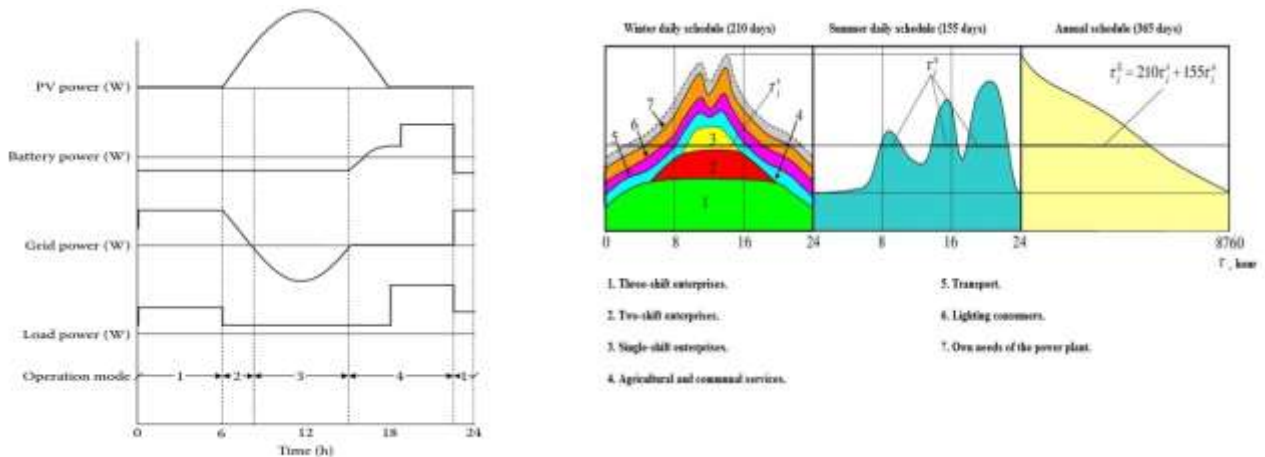 PV power (W)
Battery power (W)
Grid power (W)
Load power (W)
Operation mode
1 2 3 4 1
0 6 12 18 24
Time (h)
Winter daily schedule (210 days) Summer daily schedule (155 days) Annual schedule (365 days)
7
6
5
4
3
2
1
0 8 16 24 8 16 24 8760
, hour
1. Three-shift enterprises.
2. Two-shift enterprises.
3. Single-shift enterprises.
4. Agricultural and communal services.
5. Transport.
6. Lighting consumers.
7. Own needs of the power plant.